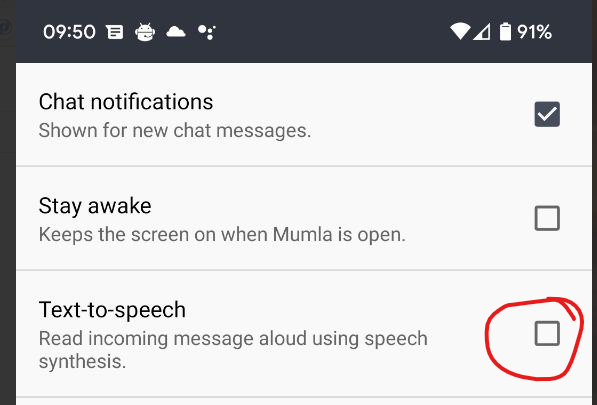 09:50 91%
Chat notifications
Shown for new chat messages.
Stay awake
Keeps the screen on when Mumla is open.
Text-to-speech
Read incoming message aloud using speech
synthesis.